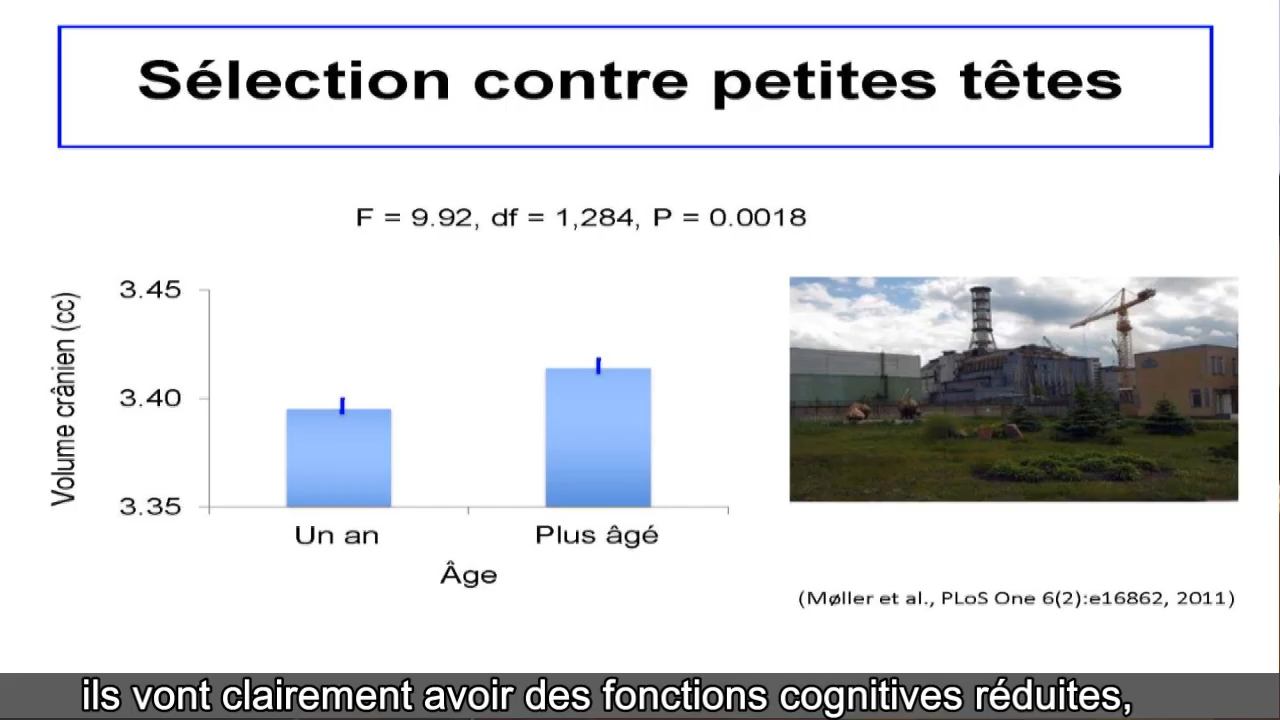 Sélection contre petites têtes
F = 9.92, df = 1,284, P = 0.0018
Volume crânien (cc)
3.45
3.40
3.35
Un an
Plus âgé
Âge
(Møller et al., PLoS One 6(2):e16862, 2011)
ils vont clairement avoir des fonctions cognitives réduites,